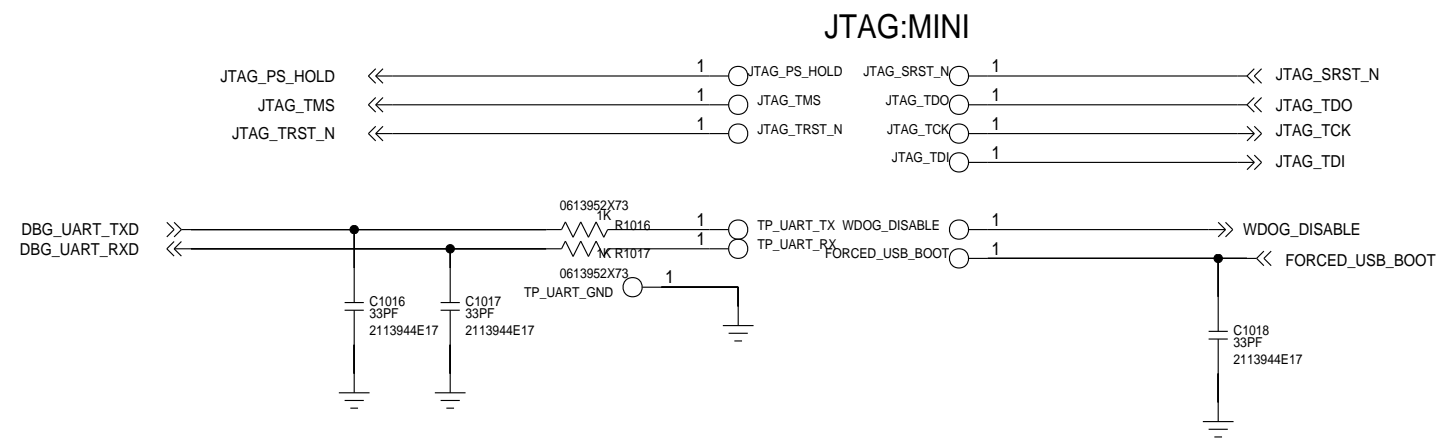 JTAG:MINI
JTAG_PS_HOLD 1 JTAG_PS_HOLD JTAG_SRST_N 1 JTAG_SRST_N
JTAG_TMS 1 JTAG_TMS JTAG_TDO 1 JTAG_TDO
JTAG_TRST_N 1 JTAG_TRST_N JTAG_TCK 1 JTAG_TCK
JTAG_TDI 1 JTAG_TDI
0613952X73
1K R1016
DBG_UART_TXD 1 TP_UART_TX WDOG_DISABLE 1 WDOG_DISABLE
DBG_UART_RXD 1K R1017 1 TP_UART_RX FORCED_USB_BOOT 1 FORCED_USB_BOOT
0613952X73
TP_UART_GND 1
C1016 C1017
33PF 33PF
2113944E17 2113944E17
C1018
33PF
2113944E17